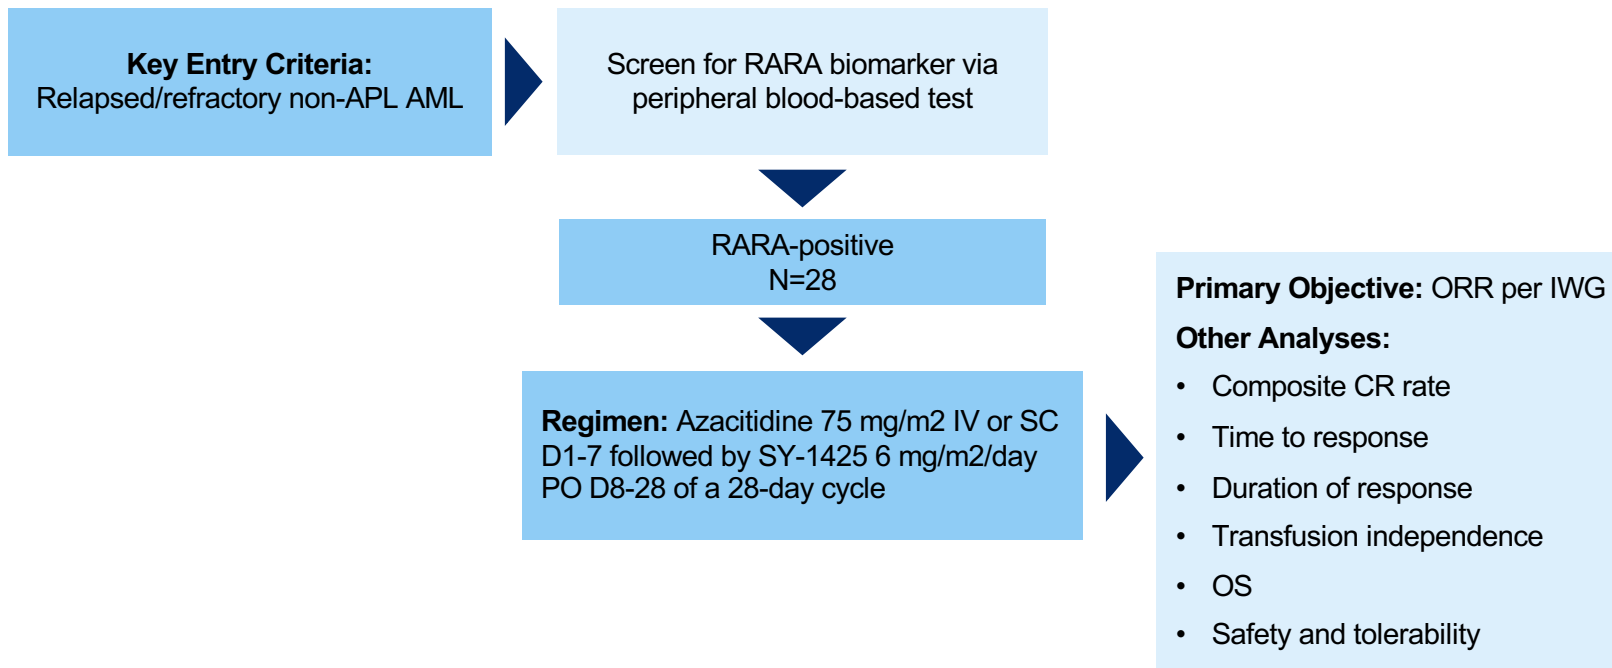 Key Entry Criteria:
Relapsed/refractory non-APL AML
Screen for RARA biomarker via
peripheral blood-based test
RARA-positive
N=28
Regimen: Azacitidine 75 mg/m2 IV or SC
D1-7 followed by SY-1425 6 mg/m2/day
PO D8-28 of a 28-day cycle
Primary Objective: ORR per IWG
Other Analyses:
• Composite CR rate
• Time to response
• Duration of response
• Transfusion independence
• OS
• Safety and tolerability